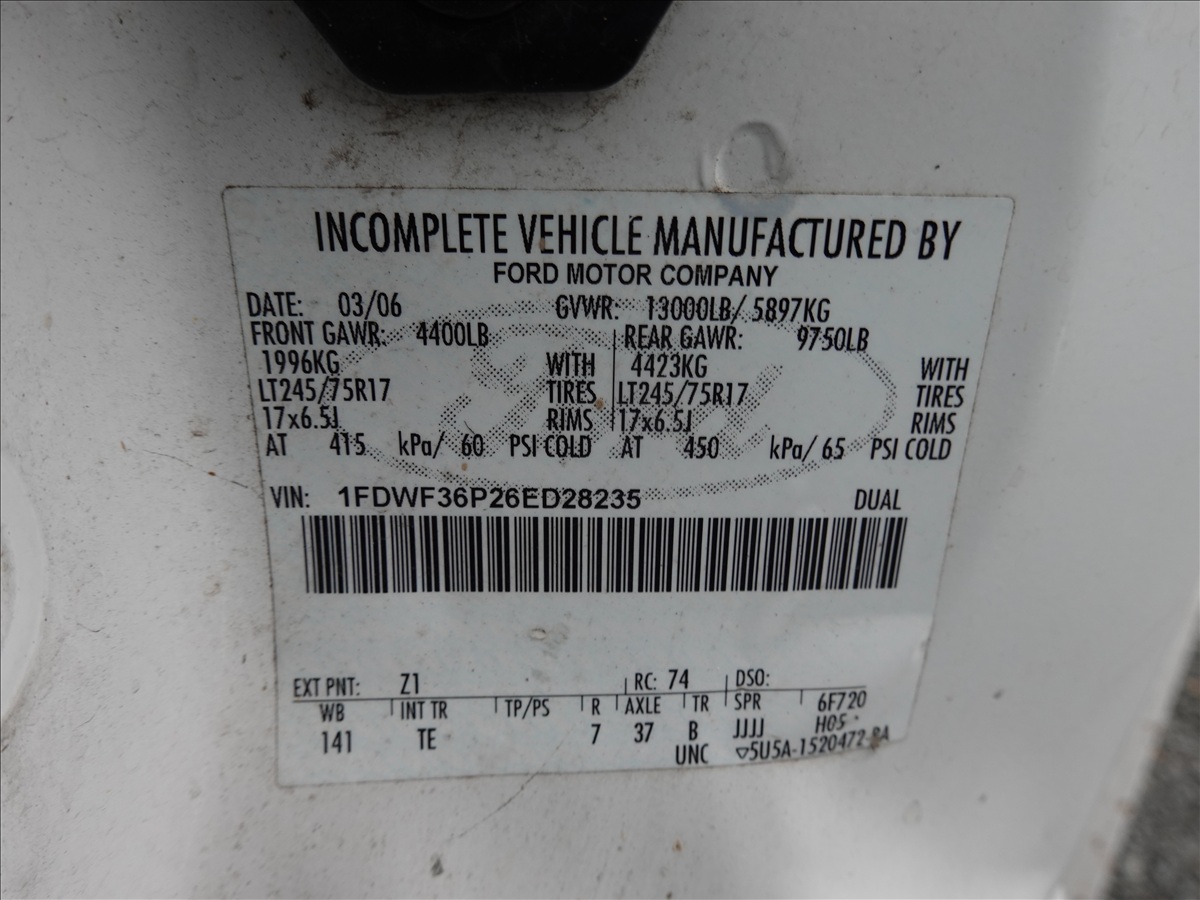 INCOMPLETE VEHICLE MANUFACTURED BY
FORD MOTOR COMPANY
DATE: 03/06 GVWR: 13000LB/ 5897KG
FRONT GAWR: 4400LB REAR GAWR: 9750LB
1996KG WITH 4423KG WITH
LT245/75R17 TIRES LT245/75R17 TIRES
17x6.5J RIMS 17x6.5J RIMS
AT 415 kPa/ 60 PSI COLD AT 450 kPa/ 65 PSI COLD
VIN: 1FDWF36P26ED28235 DUAL
EXT PNT: Z1 RC: 74 DSO:
WB INT TR TP/PS R AXLE TR SPR 6F720
141 TE 7 37 B JJJJ H05
UNC ▽5U5A-1520472-BA
Ford